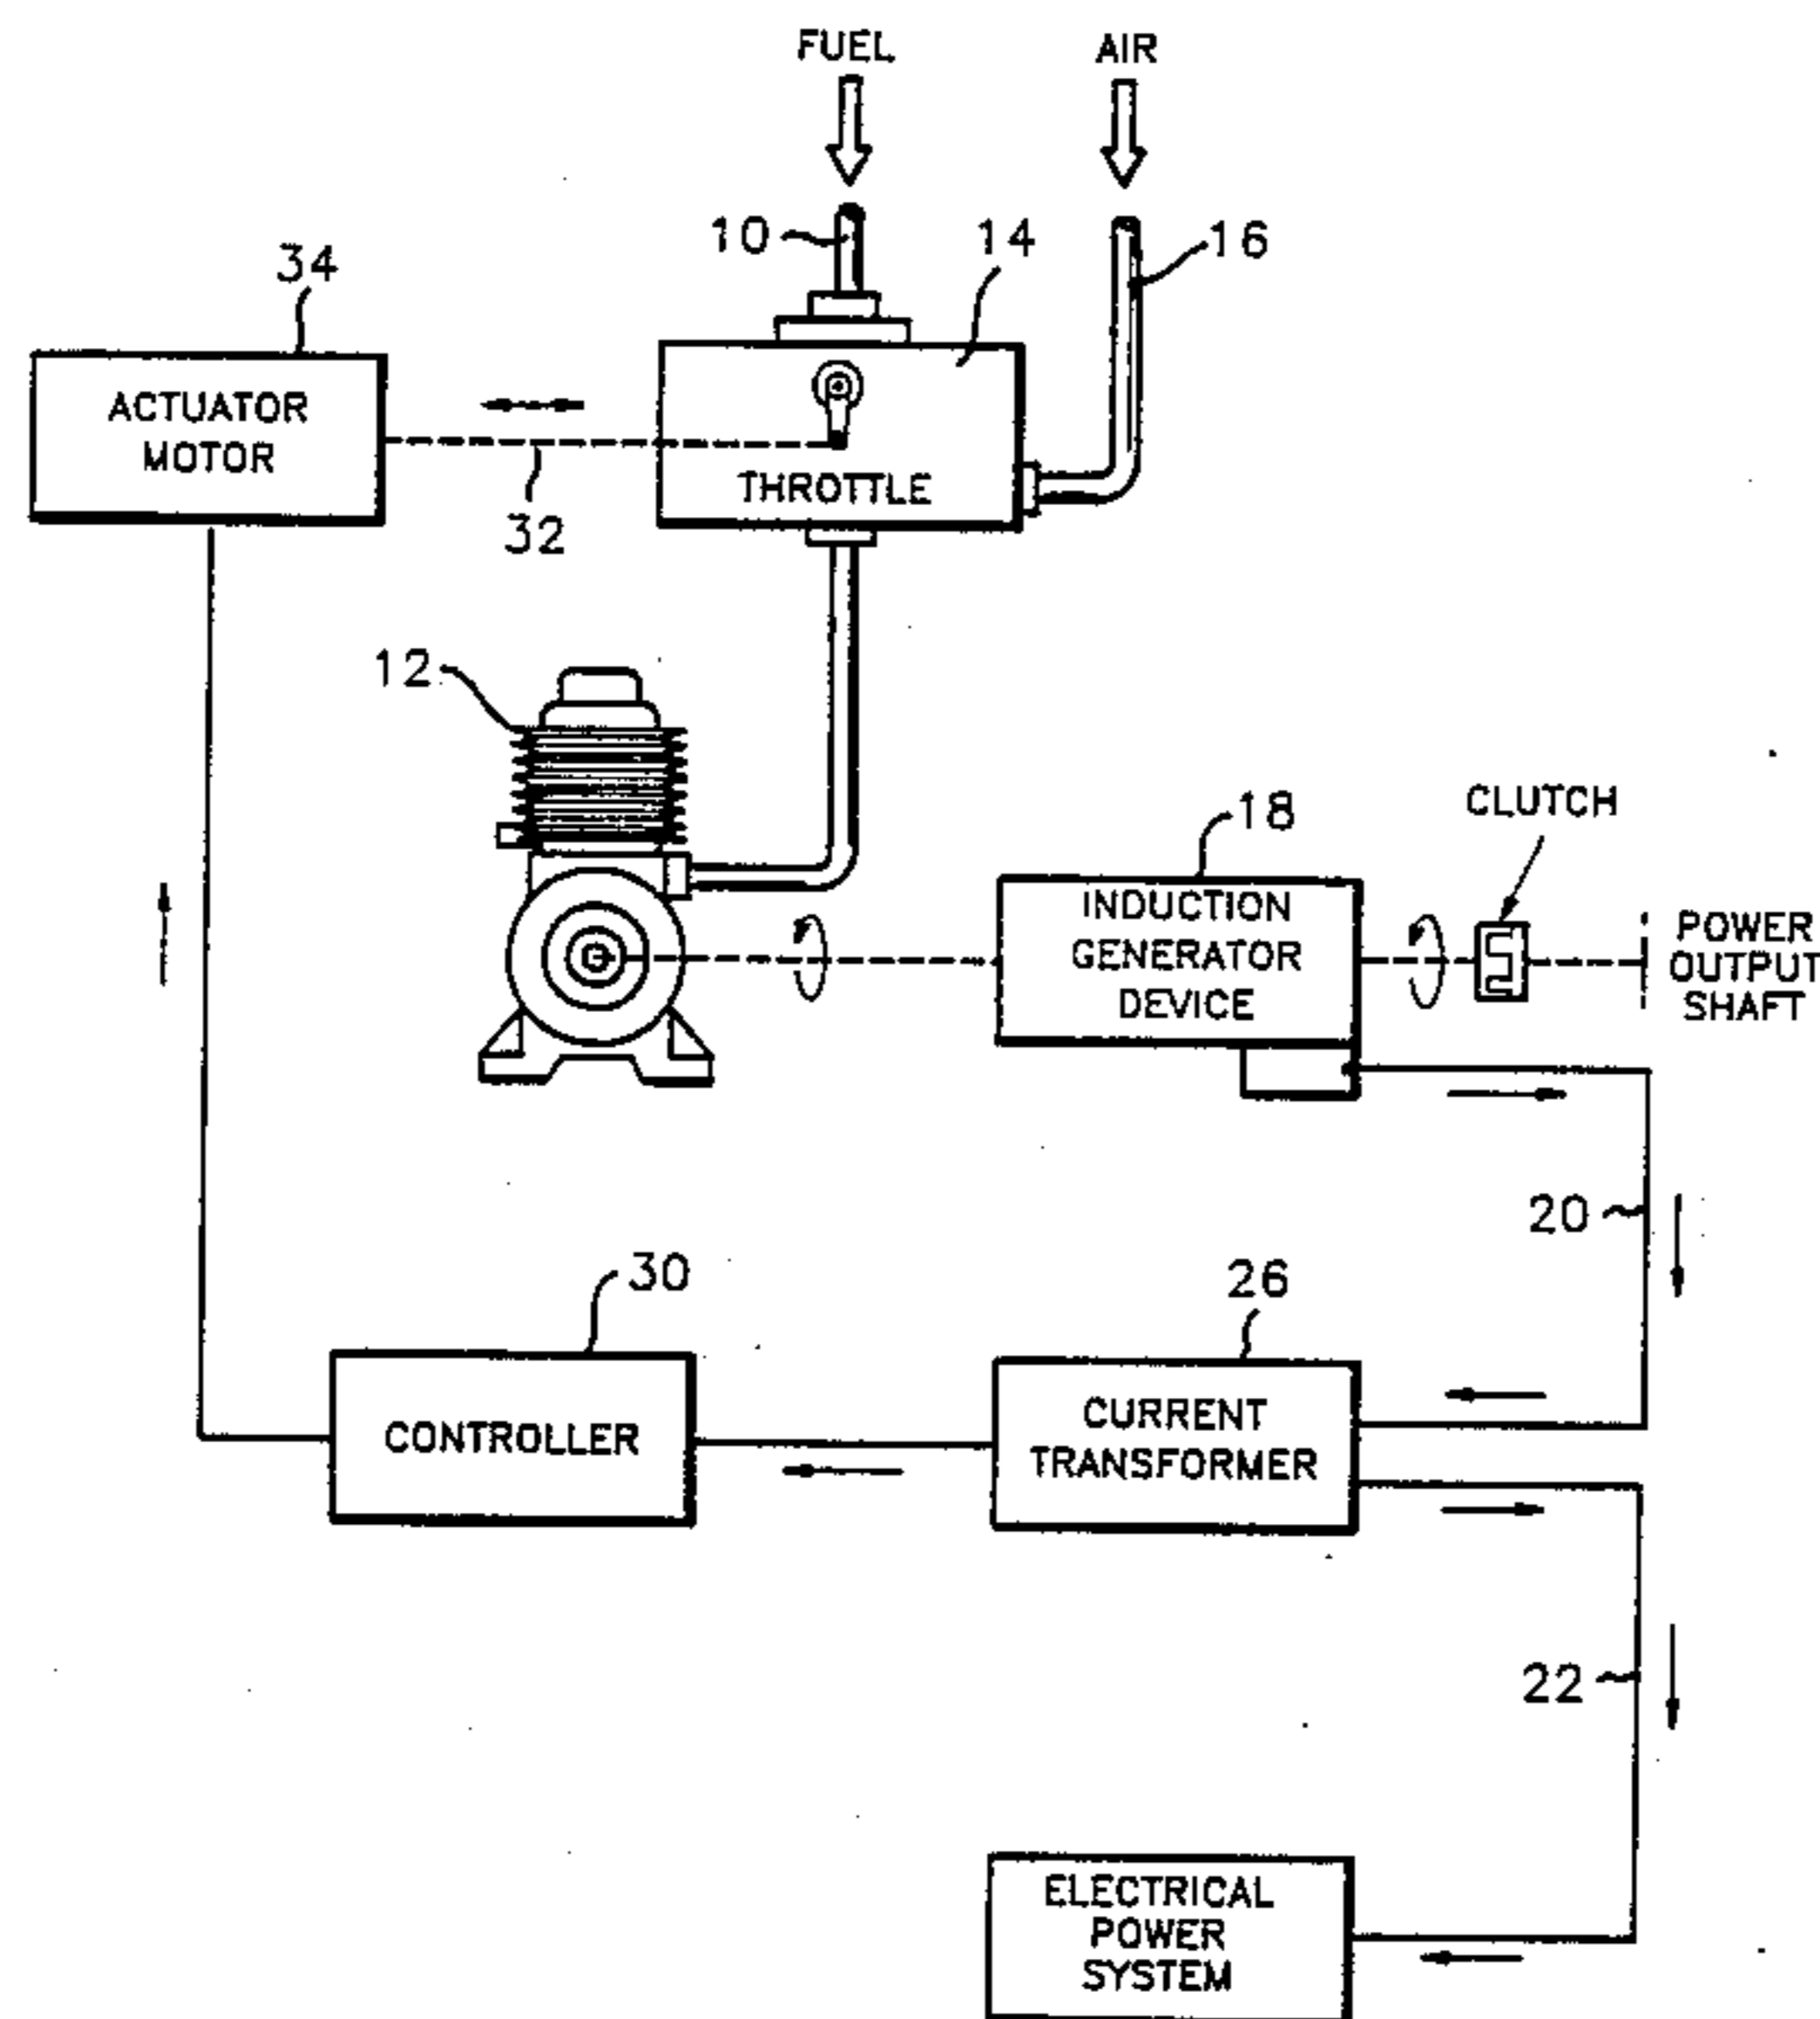 FUEL
AIR
10
14
16
34
ACTUATOR
MOTOR
THROTTLE
32
12
18
CLUTCH
INDUCTION
GENERATOR
DEVICE
POWER
OUTPUT
SHAFT
20
30
26
CONTROLLER
CURRENT
TRANSFORMER
22
ELECTRICAL
POWER
SYSTEM